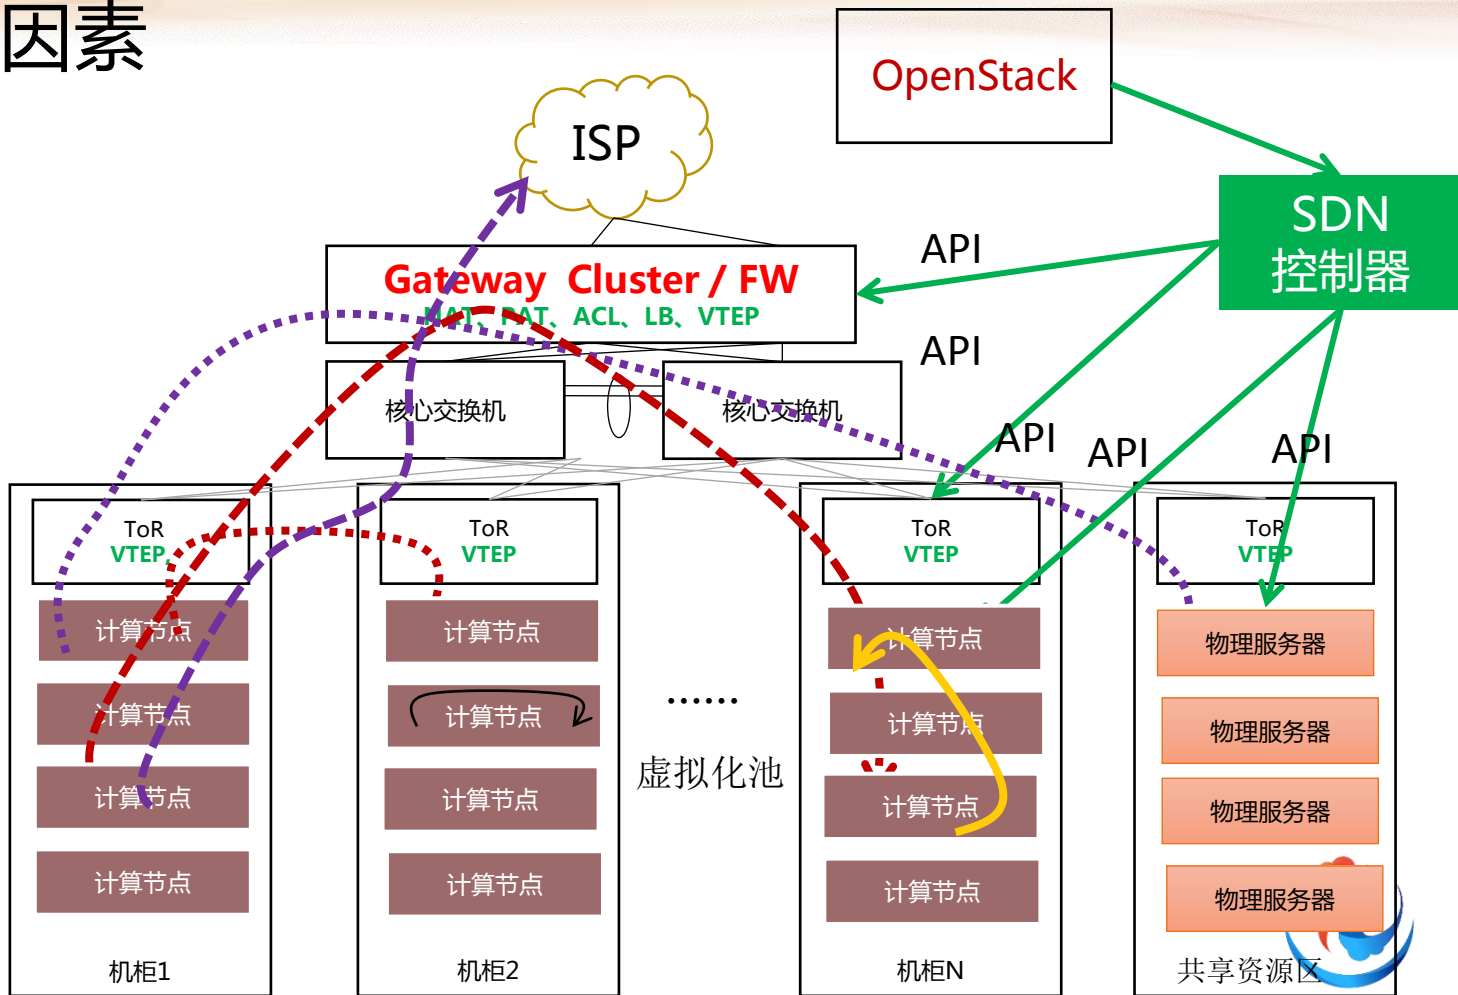 因素
OpenStack
ISP
SDN
控制器
API
Gateway Cluster / FW
NAT、PAT、ACL、LB、VTEP
API
核心交换机
核心交换机
API
API
API
ToR
VTEP,
ToR
VTEP
ToR
VTEP
ToR
VTEP
计算节点
计算节点
计算节点
物理服务器
计算节点
计算节点
……
计算节点
物理服务器
虚拟化池
计算节点
计算节点
计算节点
物理服务器
计算节点
计算节点
计算节点
物理服务器
机柜1
机柜2
机柜N
共享资源区